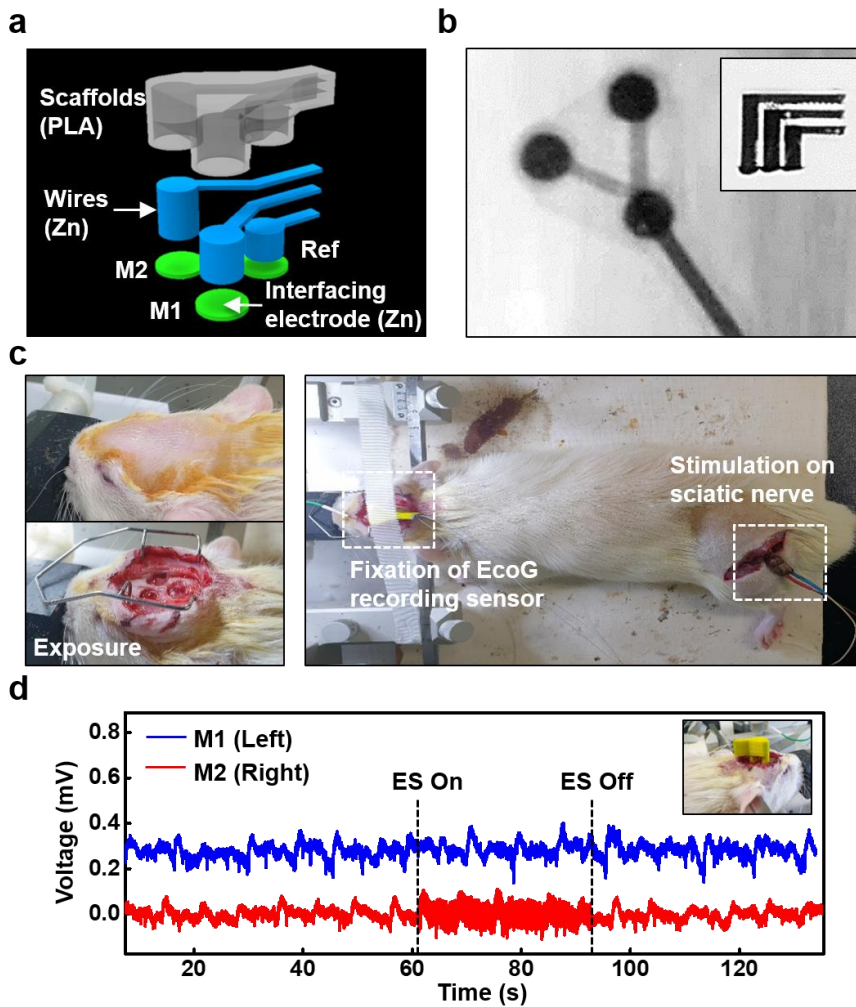 a
Scaffolds
(PLA)
Wires
(Zn)
M2
Ref
M1
Interfacing
electrode (Zn)
b
c
Exposure
Fixation of EcoG
recording sensor
Stimulation on
sciatic nerve
d
M1 (Left)
M2 (Right)
ES On
ES Off
Voltage (mV)
0.8
0.6
0.4
0.2
0.0
20
40
60
80
100
120
Time (s)